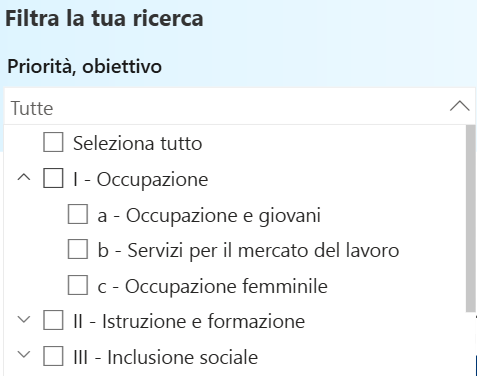 Filtra la tua ricerca
Priorità, obiettivo
Tutte
Seleziona tutto
I - Occupazione
a - Occupazione e giovani
b - Servizi per il mercato del lavoro
c - Occupazione femminile
II - Istruzione e formazione
III - Inclusione sociale